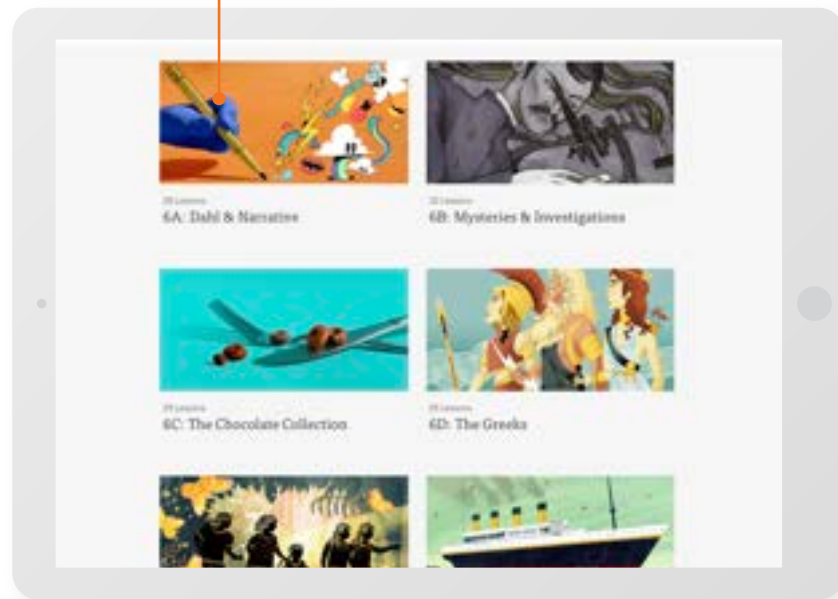 6A: Dahl & Narrative
6B: Mysteries & Investigations
6C: The Chocolate Collection
6D: The Greeks